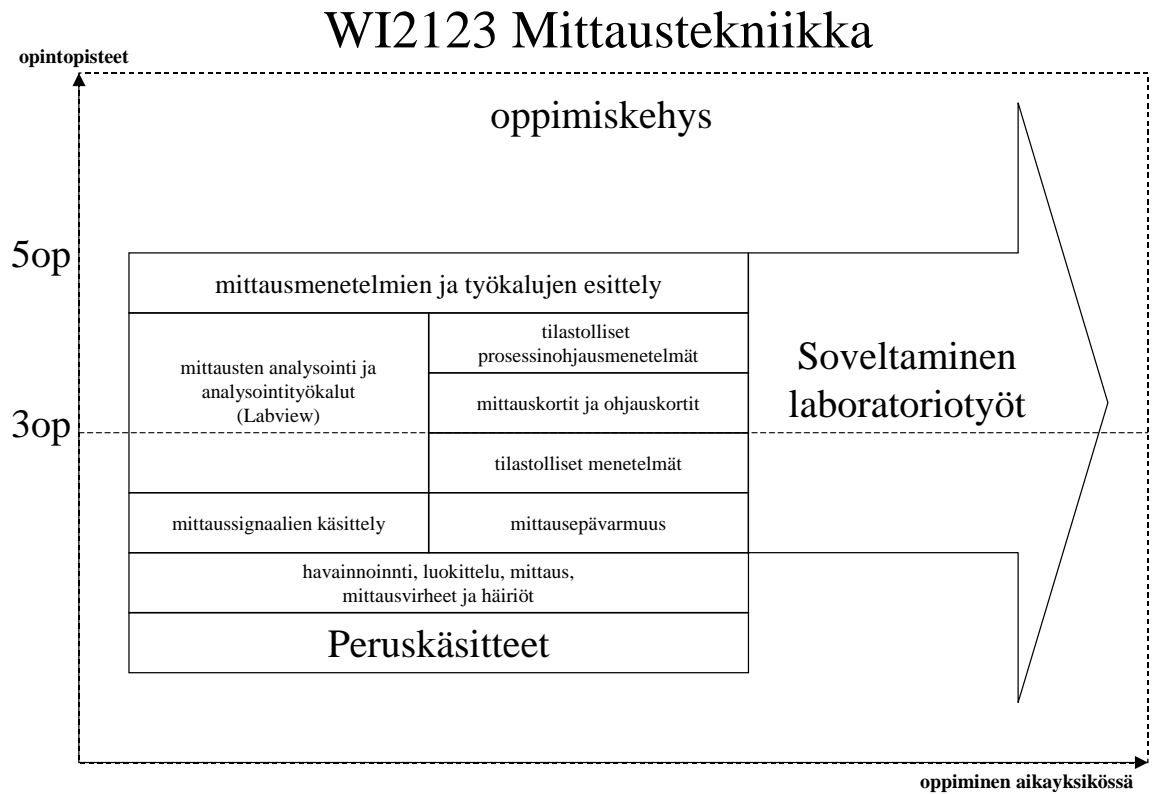 WI2123 Mittaustekniikka
opintopisteet
oppimiskehys
5op
mittausmenetelmien ja työkalujen esittely
tilastolliset
prosessinohjausmenetelmät
mittausten analysointi ja
analysointityökalut
(Labview)
mittauskortit ja ohjauskortit
Soveltaminen
laboratoriotyöt
3op
tilastolliset menetelmät
mittaussignaalien käsittely
mittausepävarmuus
havainnoinnti, luokittelu, mittaus,
mittausvirheet ja häiriöt
Peruskäsitteet
oppiminen aikayksikössä